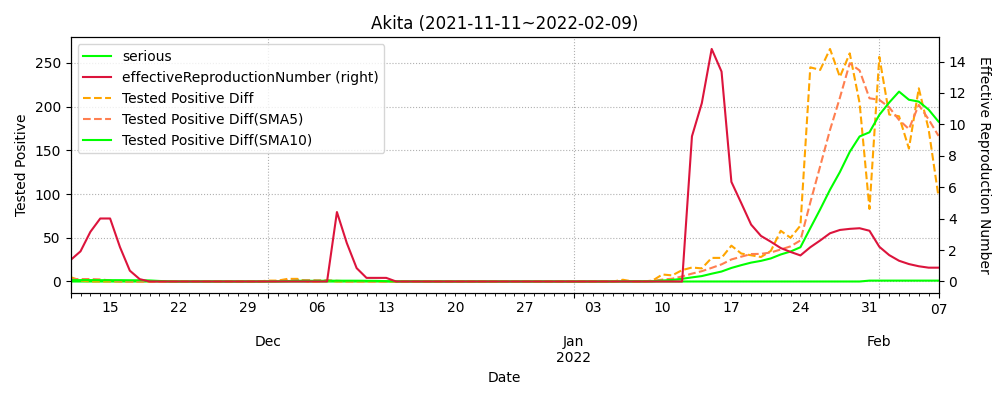 Akita (2021-11-11~2022-02-09)
serious
effectiveReproductionNumber (right)
Tested Positive Diff
Tested Positive Diff(SMA5)
Tested Positive Diff(SMA10)
Tested Positive
250
200
150
100
50
0
14
12
10
8
6
4
2
0
Effective Reproduction Number
15 22 29 06 13 20 27 03 10 17 24 31 07
Dec Jan Feb
2022
Date